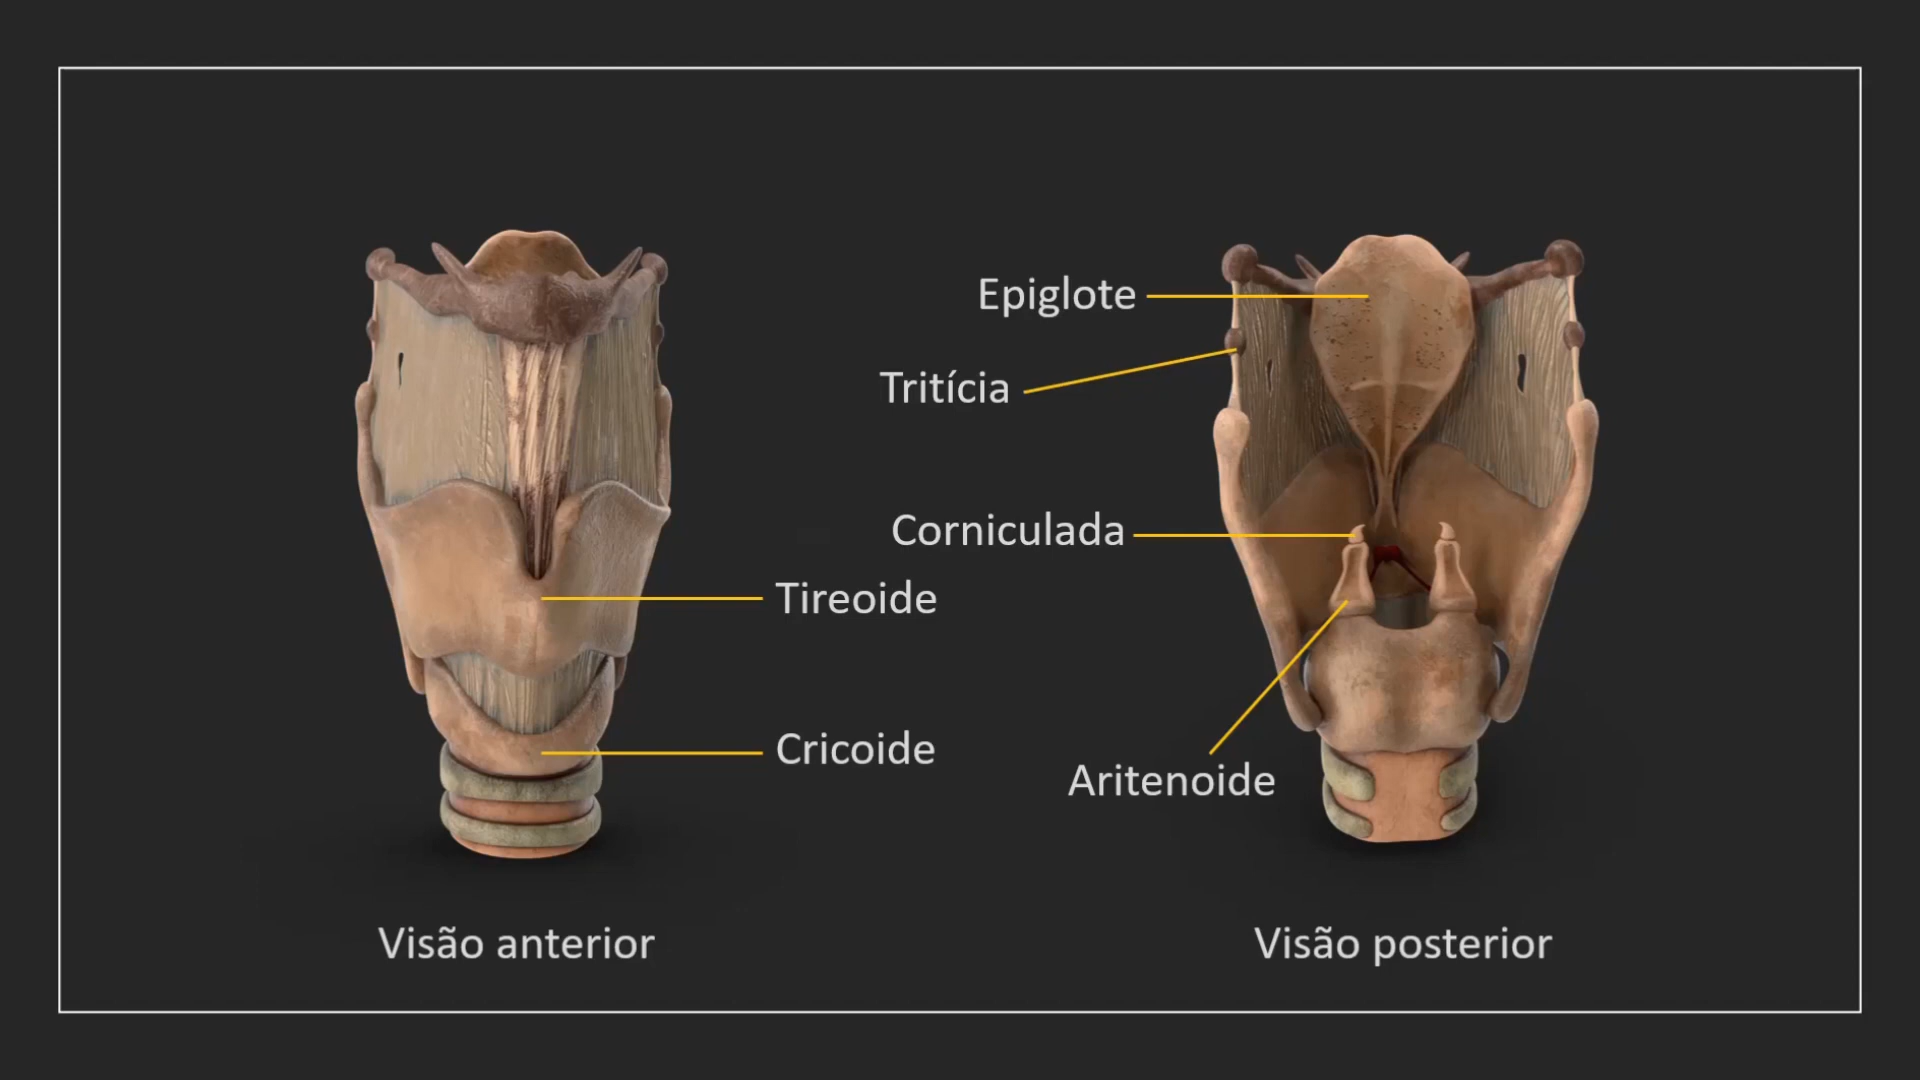 Epiglote
Tritícia
Corniculada
Tireoide
Cricoide
Aritenoide
Visão anterior
Visão posterior